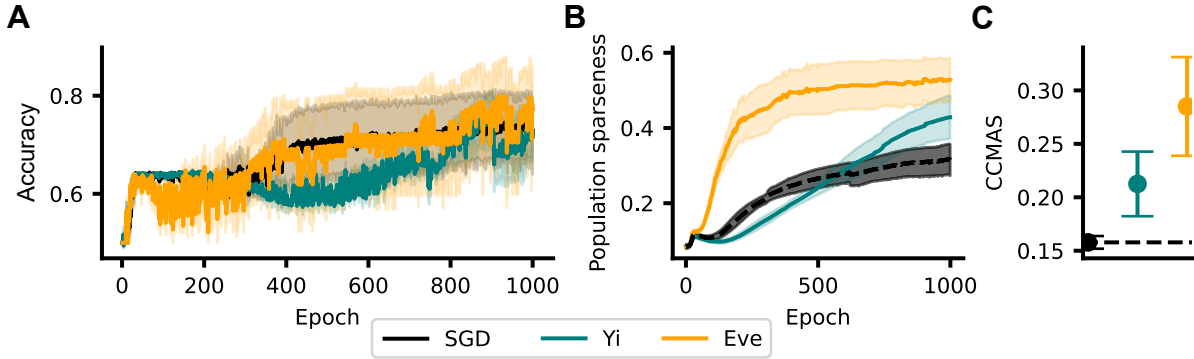 A
Accuracy
0.8
0.6
0
200
400
600
800
1000
Epoch
B
Population sparseness
0.6
0.4
0.2
0
500
1000
Epoch
C
CCMAS
0.30
0.25
0.20
0.15
SGD
Yi
Eve